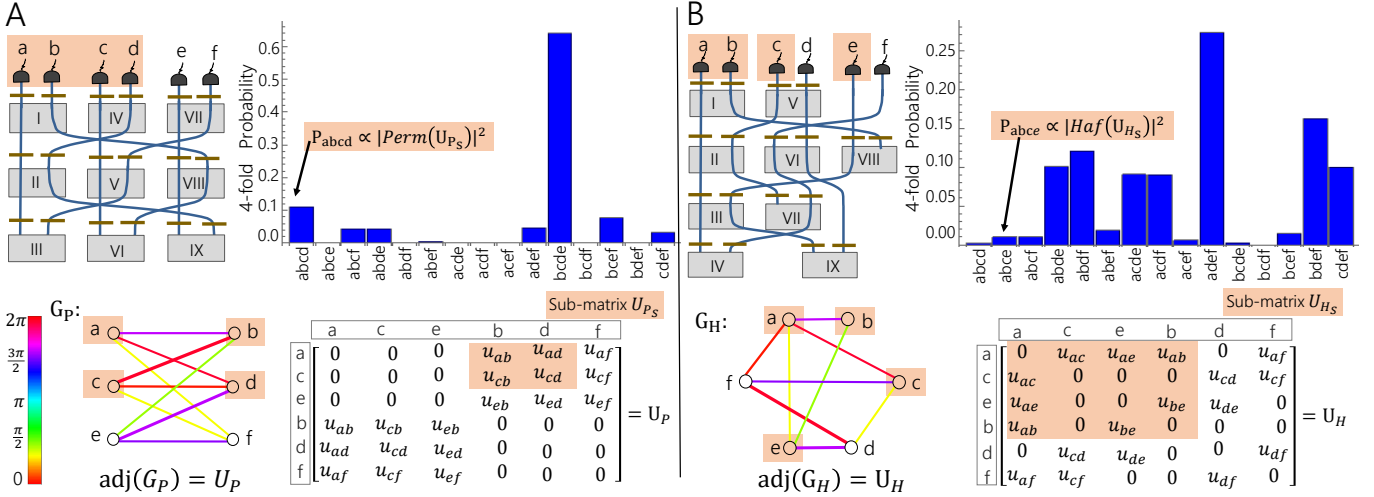 A
a b c d e f
I IV VII
II V VIII
III VI IX
4-fold Probability
0.6
0.5
0.4
0.3
0.2
0.1
0.0
P_abcd ∝ |Perm(U_P_S)|²
abcd abce abcf abde abdf abef acde acdf acef adef bcde bcdf bcef bdef cdef
G_P:
2π
3π/2
π
π/2
0
a b
c d
e f
adj(G_P) = U_P
Sub-matrix U_P_S
a c e b d f
a 0 0 0 u_ab u_ad u_af
c 0 0 0 u_cb u_cd u_cf
e 0 0 0 u_eb u_ed u_ef
b u_ab u_cb u_eb 0 0 0
d u_ad u_cd u_ed 0 0 0
f u_af u_cf u_ef 0 0 0
= U_P
B
a b c d e f
I V
II VI VIII
III VII
IV IX
4-fold Probability
0.25
0.20
0.15
0.10
0.05
0.00
P_abce ∝ |Haf(U_H_S)|²
abcd abce abcf abde abdf abef acde acdf acef adef bcde bcdf bcef bdef cdef
G_H:
a b
f c
e d
adj(G_H) = U_H
Sub-matrix U_H_S
a c e b d f
a 0 u_ac u_ae u_ab 0 u_af
c u_ac 0 0 0 u_cd u_cf
e u_ae 0 0 u_be u_de 0
b u_ab 0 u_be 0 0 0
d 0 u_cd u_de 0 0 u_df
f u_af u_cf 0 0 u_df 0
= U_H